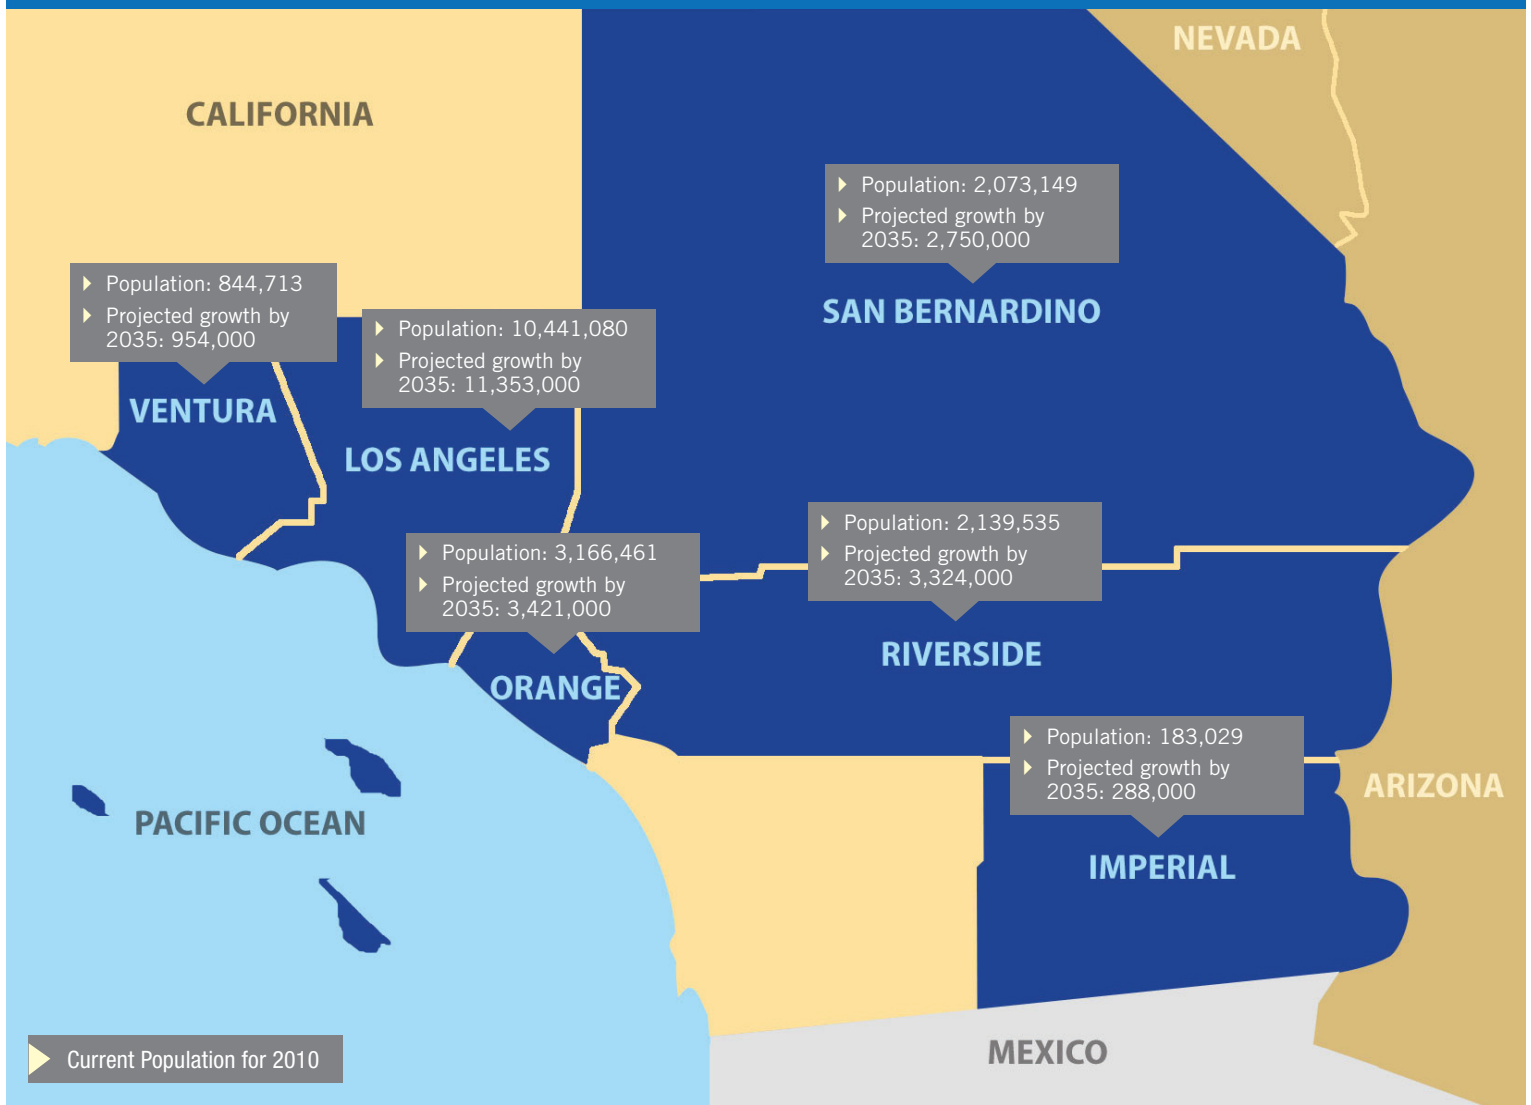 NEVADA
CALIFORNIA
Population: 2,073,149
Projected growth by
2035: 2,750,000
SAN BERNARDINO
Population: 844,713
Projected growth by
2035: 954,000
VENTURA
Population: 10,441,080
Projected growth by
2035: 11,353,000
LOS ANGELES
Population: 3,166,461
Projected growth by
2035: 3,421,000
ORANGE
Population: 2,139,535
Projected growth by
2035: 3,324,000
RIVERSIDE
Population: 183,029
Projected growth by
2035: 288,000
IMPERIAL
ARIZONA
PACIFIC OCEAN
MEXICO
Current Population for 2010